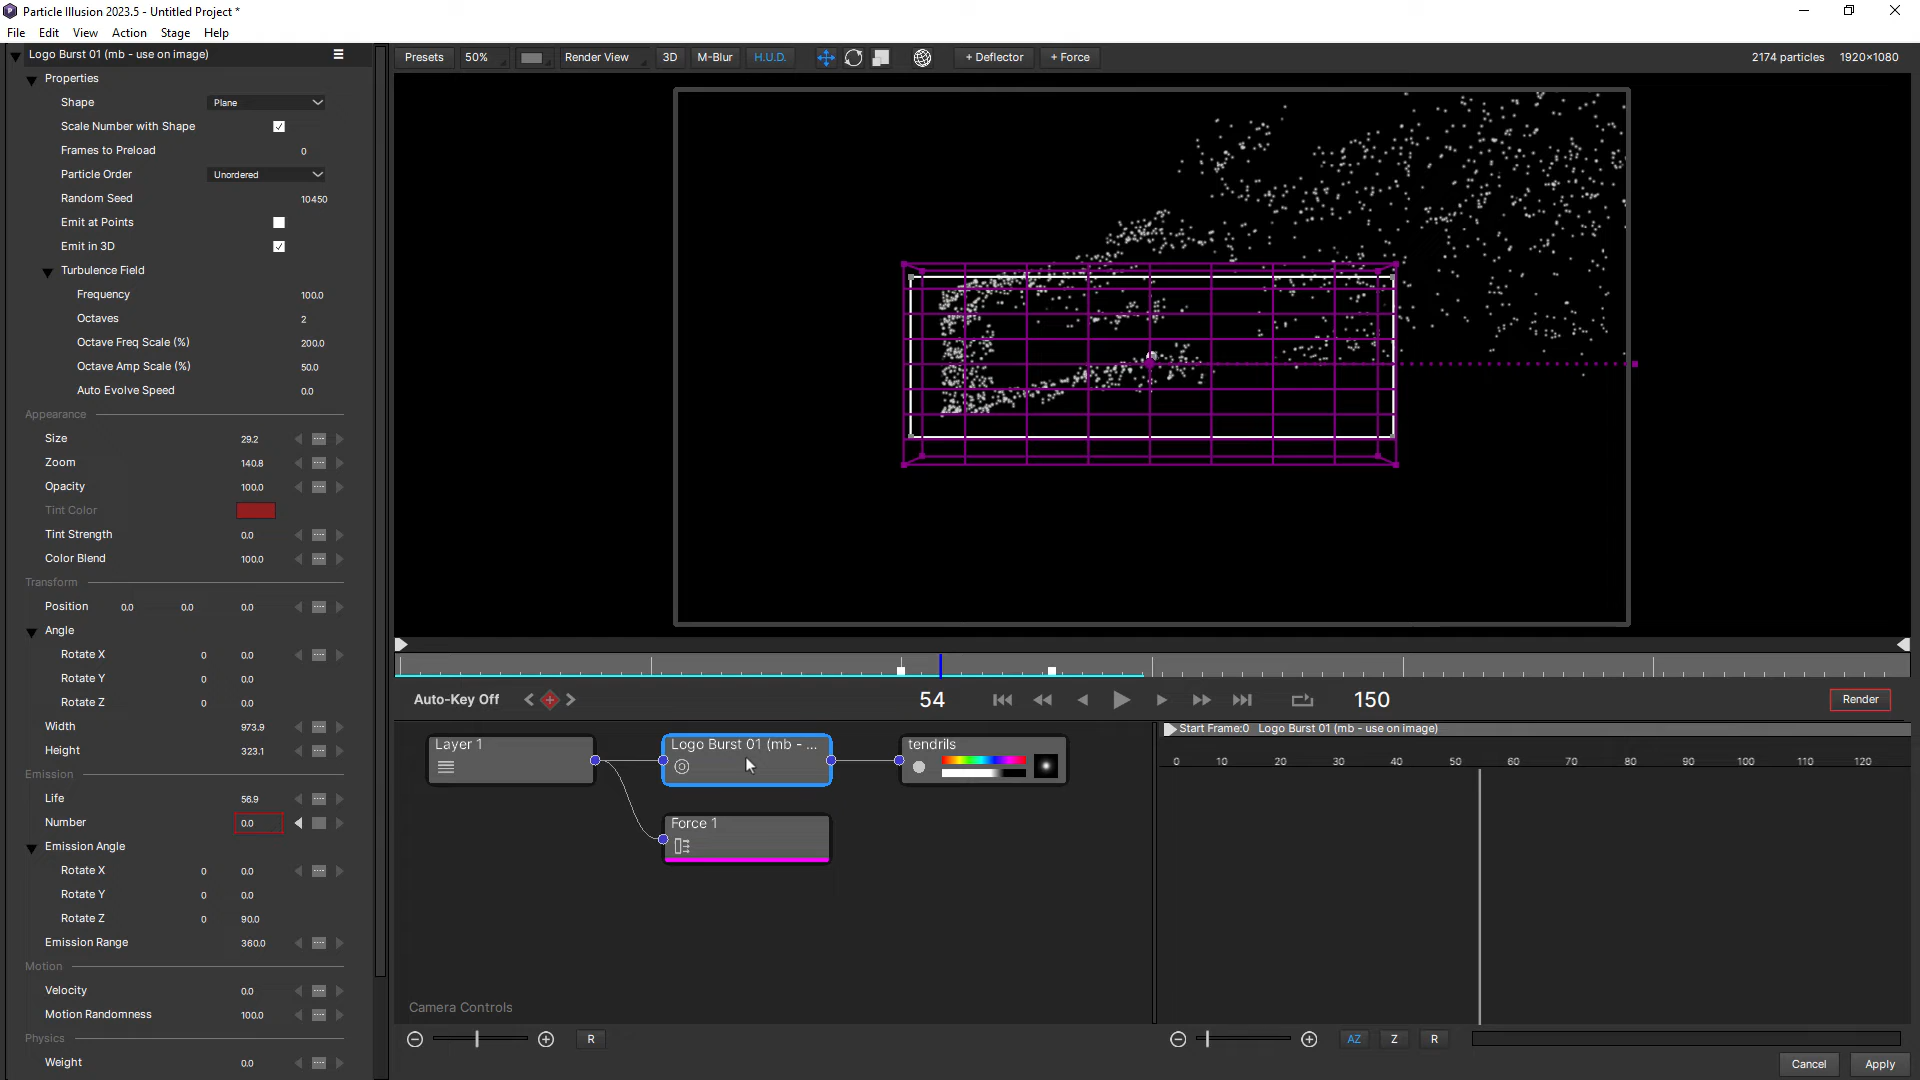 Particle Illusion 2023.5 - Untitled Project *
File Edit View Action Stage Help
Logo Burst 01 (mb - use on image)
Presets 50% Render View 3D M-Blur H.U.D. + Deflector + Force 2174 particles 1920×1080
Properties
Shape Plane
Scale Number with Shape
Frames to Preload 0
Particle Order Unordered
Random Seed 10450
Emit at Points
Emit in 3D
Turbulence Field
Frequency 100.0
Octaves 2
Octave Freq Scale (%) 200.0
Octave Amp Scale (%) 50.0
Auto Evolve Speed 0.0
Appearance
Size 29.2
Zoom 140.8
Opacity 100.0
Tint Color
Tint Strength 0.0
Color Blend 100.0
Transform
Position 0.0 0.0 0.0
Angle
Rotate X 0 0.0
Rotate Y 0 0.0
Rotate Z 0 0.0
Width 973.9
Height 323.1
Emission
Life 56.9
Number 0.0
Emission Angle
Rotate X 0 0.0
Rotate Y 0 0.0
Rotate Z 0 90.0
Emission Range 360.0
Motion
Velocity 0.0
Motion Randomness 100.0
Physics
Weight 0.0
Auto-Key Off 54 150 Render
Layer 1
Logo Burst 01 (mb - ...
tendrils
Force 1
Start Frame:0 Logo Burst 01 (mb - use on image)
0 10 20 30 40 50 60 70 80 90 100 110 120
Camera Controls
R AZ Z R
Cancel Apply